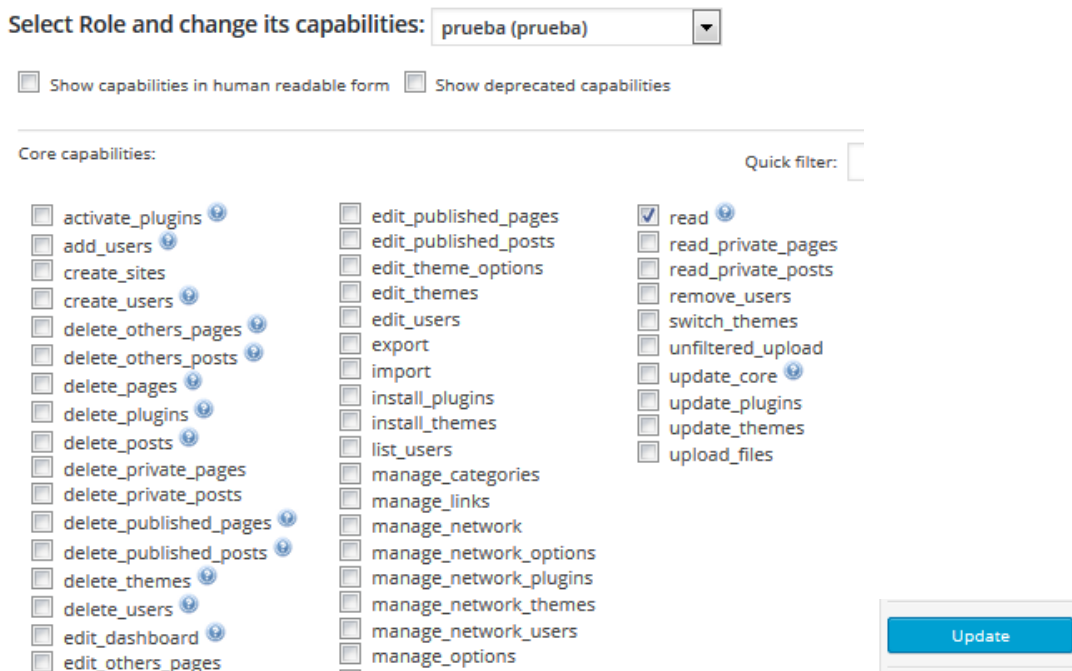 Select Role and change its capabilities: prueba (prueba)
Show capabilities in human readable form Show deprecated capabilities
Core capabilities:
Quick filter:
activate_plugins
add_users
create_sites
create_users
delete_others_pages
delete_others_posts
delete_pages
delete_plugins
delete_posts
delete_private_pages
delete_private_posts
delete_published_pages
delete_published_posts
delete_themes
delete_users
edit_dashboard
edit_others_pages
edit_published_pages
edit_published_posts
edit_theme_options
edit_themes
edit_users
export
import
install_plugins
install_themes
list_users
manage_categories
manage_links
manage_network
manage_network_options
manage_network_plugins
manage_network_themes
manage_network_users
manage_options
read
read_private_pages
read_private_posts
remove_users
switch_themes
unfiltered_upload
update_core
update_plugins
update_themes
upload_files
Update